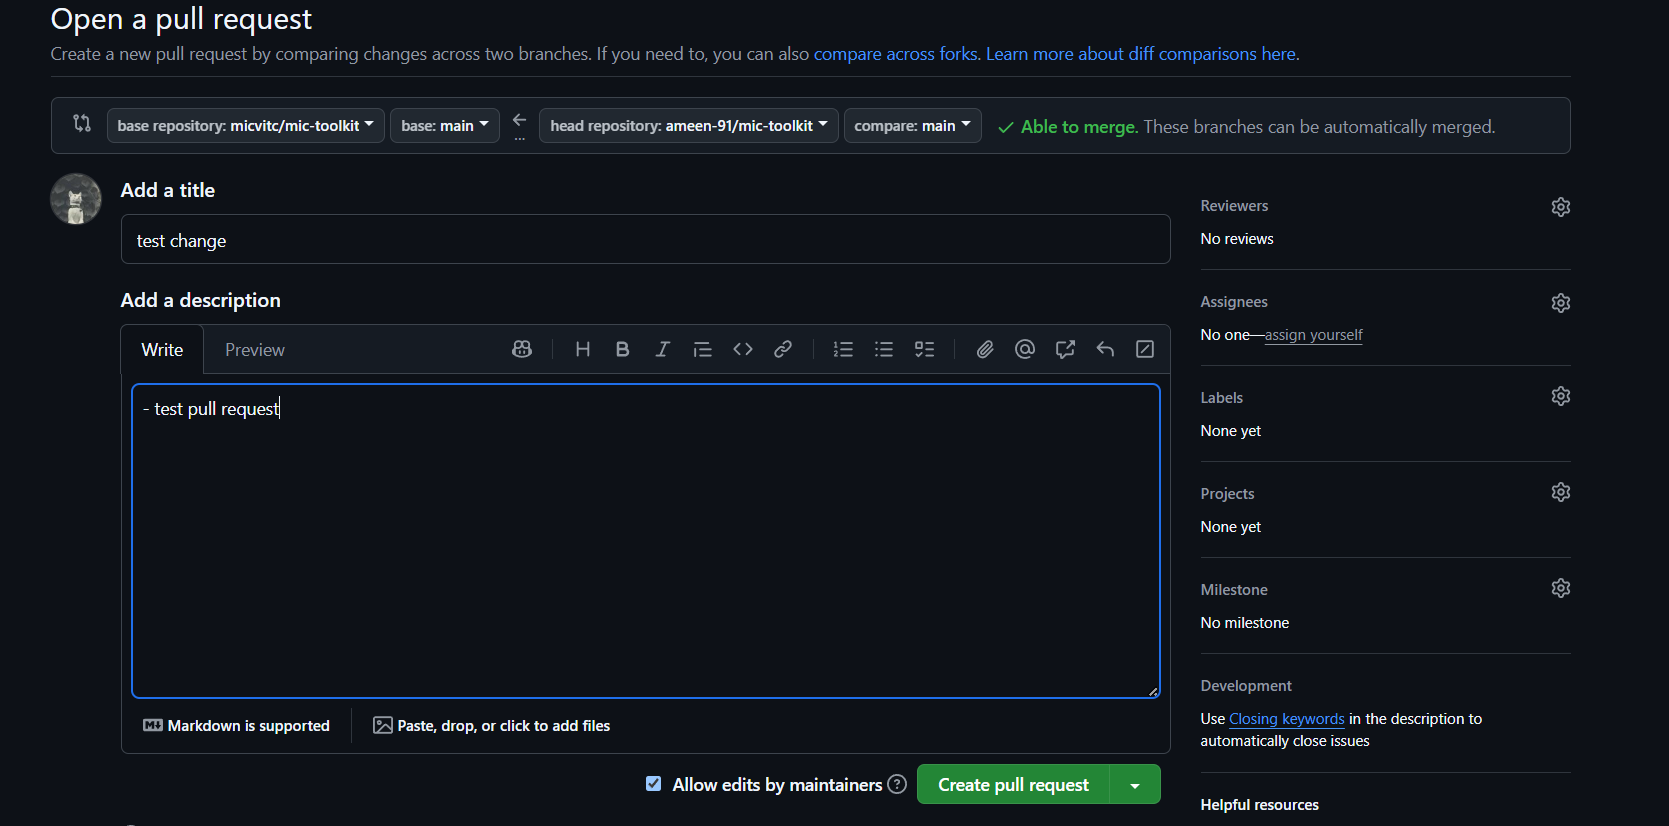 Open a pull request
Create a new pull request by comparing changes across two branches. If you need to, you can also compare across forks. Learn more about diff comparisons here.
base repository: micvitc/mic-toolkit base: main ... head repository: ameen-91/mic-toolkit compare: main Able to merge. These branches can be automatically merged.
Add a title
test change
Add a description
Write Preview
- test pull request
Markdown is supported Paste, drop, or click to add files
Allow edits by maintainers Create pull request
Reviewers
No reviews
Assignees
No one—assign yourself
Labels
None yet
Projects
None yet
Milestone
No milestone
Development
Use Closing keywords in the description to
automatically close issues
Helpful resources